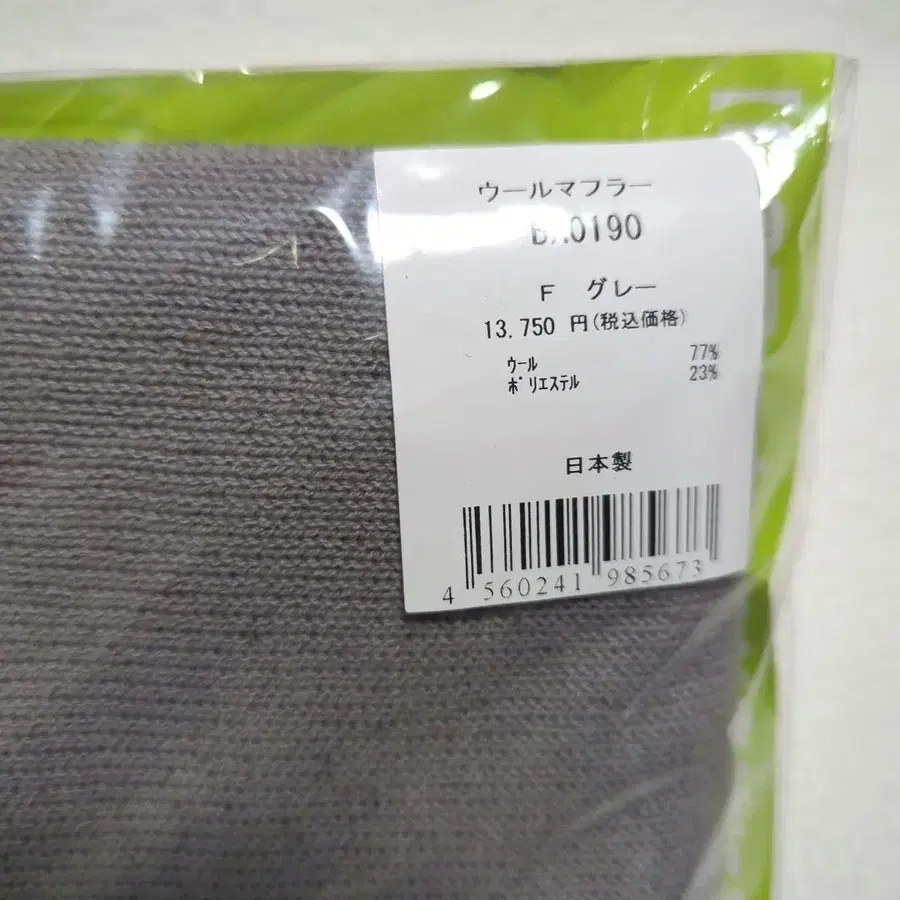 ウールマフラー
F グレー
13.750 円(税込価格)
ウール 77%
ポリエステル 23%
日本製
4 560241 985673